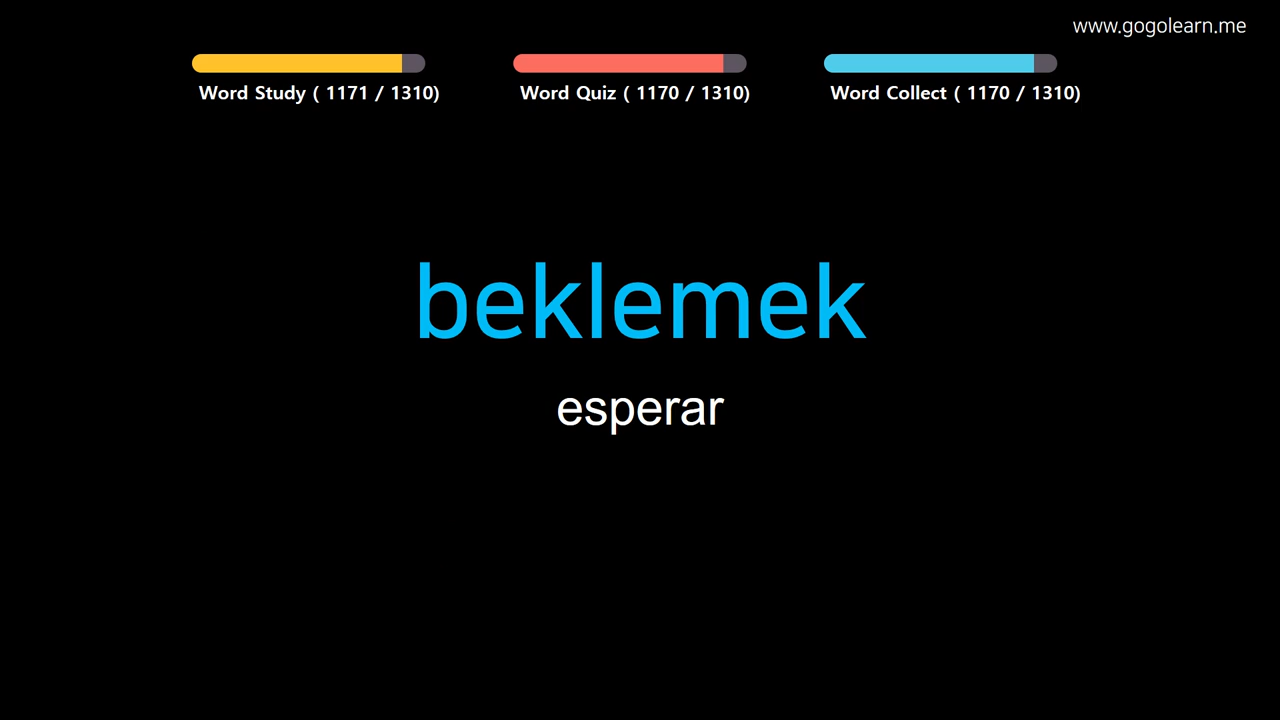 www.gogolearn.me
Word Study ( 1171 / 1310)
Word Quiz ( 1170 / 1310)
Word Collect ( 1170 / 1310)
beklemek
esperar